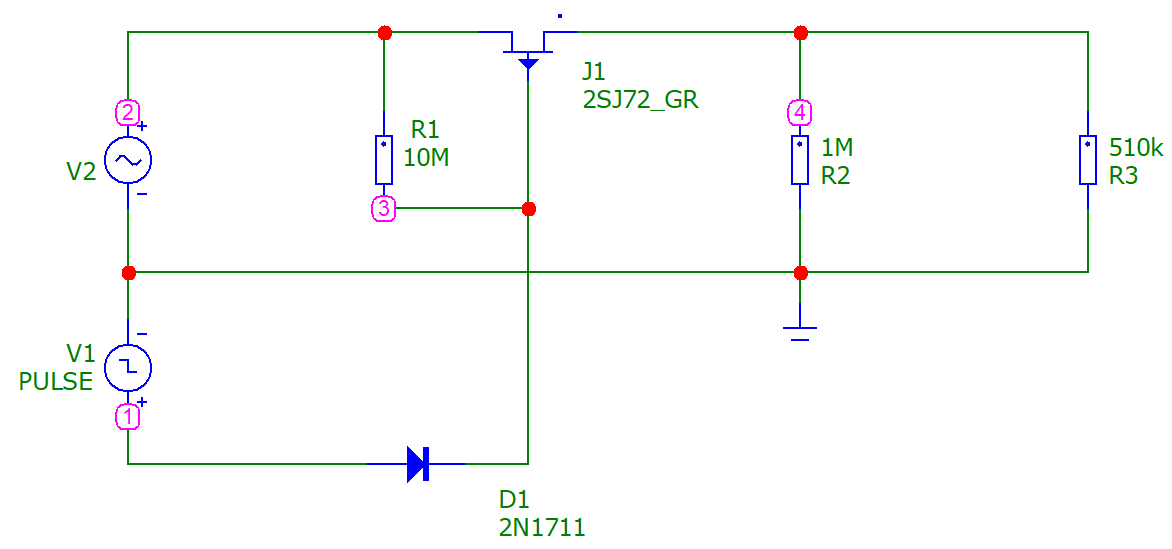 J1
2SJ72_GR
2
+
R1
10M
V2
4
1M
R2
510k
R3
3
V1
PULSE
+
1
D1
2N1711